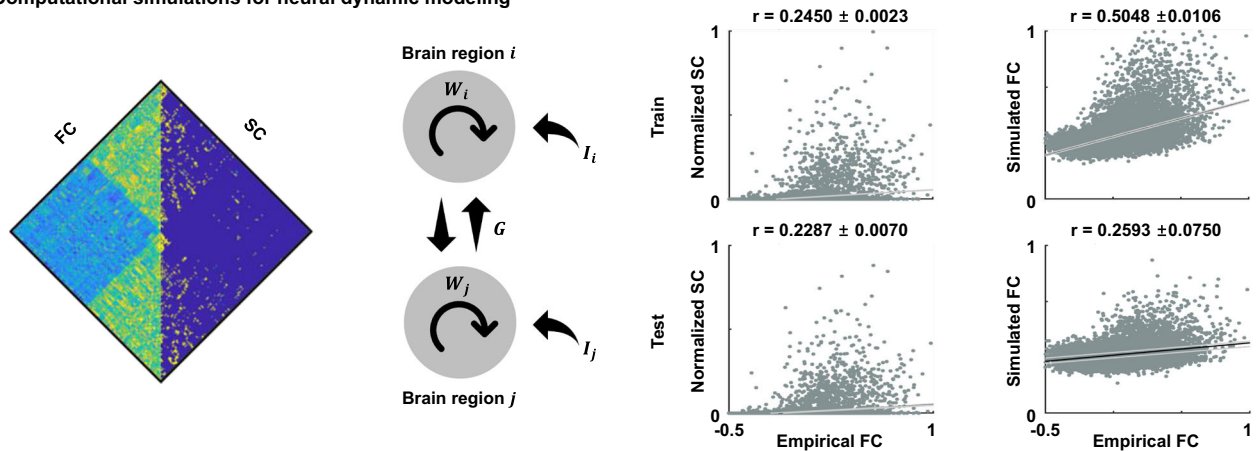 computational simulations for neural dynamic modeling
FC
SC
Brain region i
W_i
I_i
G
W_j
I_j
Brain region j
Train
r = 0.2450 ± 0.0023
1
Normalized SC
0
r = 0.5048 ±0.0106
1
Simulated FC
0
Test
r = 0.2287 ± 0.0070
1
Normalized SC
0
-0.5
1
Empirical FC
r = 0.2593 ±0.0750
1
Simulated FC
0
-0.5
1
Empirical FC